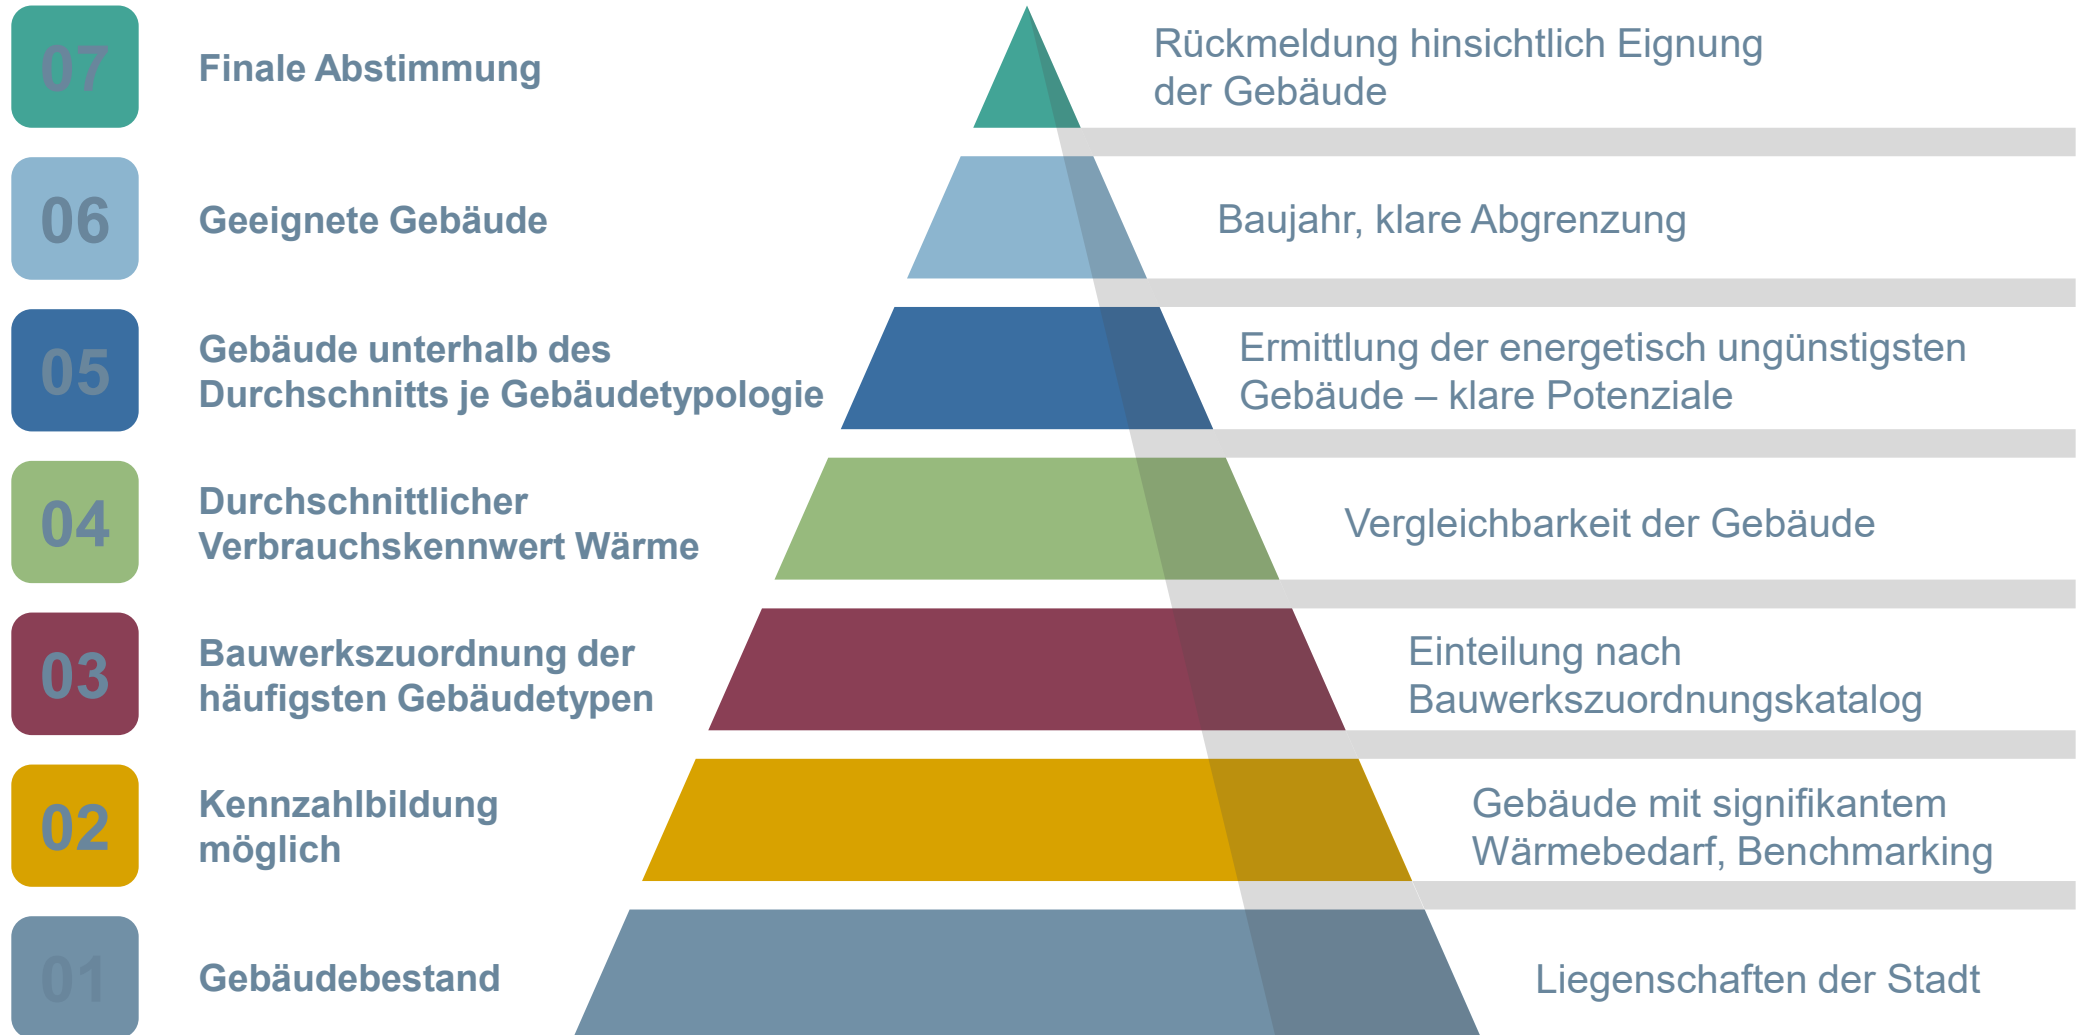 07
Finale Abstimmung
Rückmeldung hinsichtlich Eignung
der Gebäude
06
Geeignete Gebäude
Baujahr, klare Abgrenzung
05
Gebäude unterhalb des
Durchschnitts je Gebäudetypologie
Ermittlung der energetisch ungünstigsten
Gebäude – klare Potenziale
04
Durchschnittlicher
Verbrauchskennwert Wärme
Vergleichbarkeit der Gebäude
03
Bauwerkszuordnung der
häufigsten Gebäudetypen
Einteilung nach
Bauwerkszuordnungskatalog
02
Kennzahlbildung
möglich
Gebäude mit signifikantem
Wärmebedarf, Benchmarking
01
Gebäudebestand
Liegenschaften der Stadt